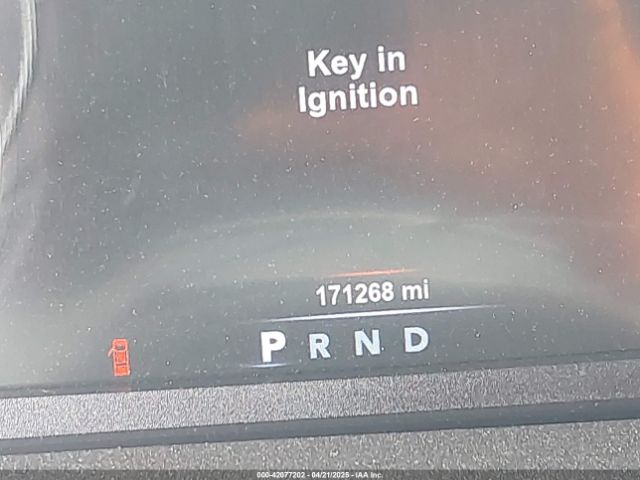 Key in
Ignition
171268 mi
P R N D
000-42077202 - 04/21/2025 - IAA Inc.